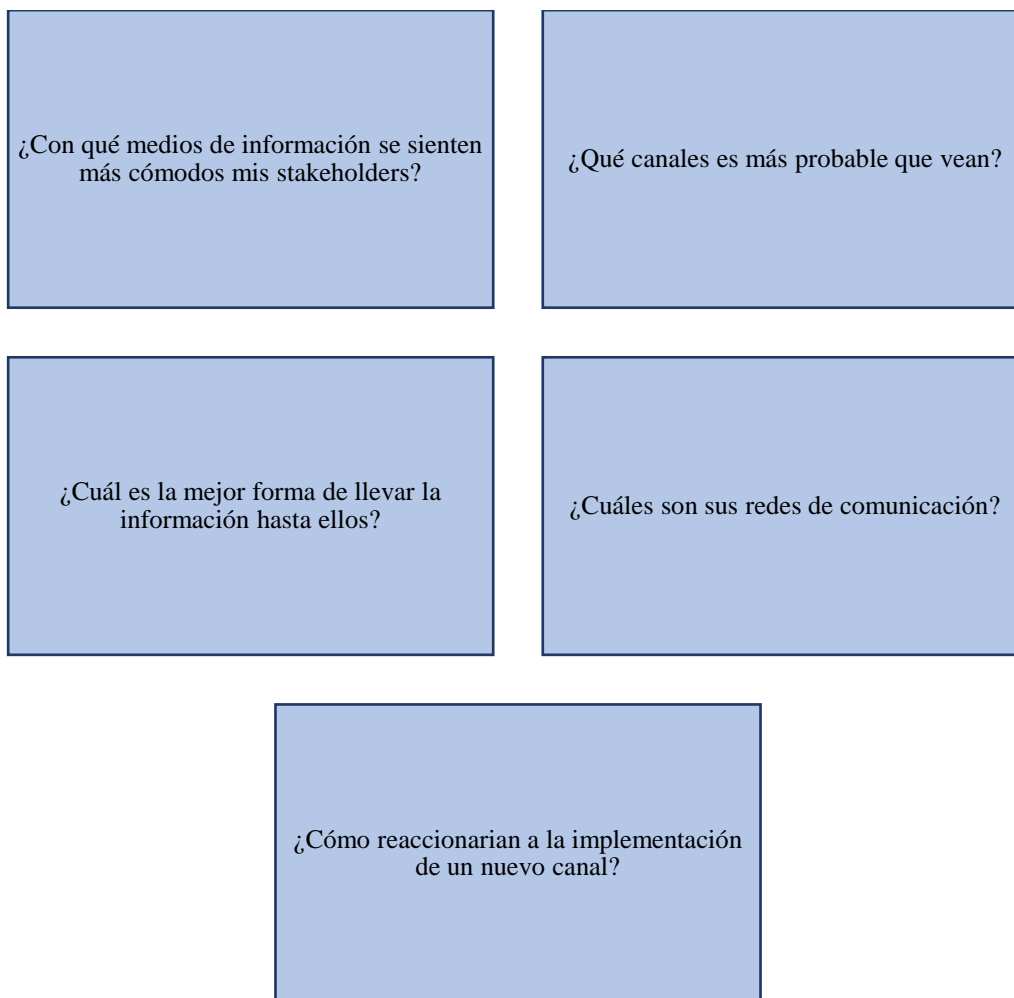 ¿Con qué medios de información se sienten
más cómodos mis stakeholders?
¿Qué canales es más probable que vean?
¿Cuál es la mejor forma de llevar la
información hasta ellos?
¿Cuáles son sus redes de comunicación?
¿Cómo reaccionarian a la implementación
de un nuevo canal?